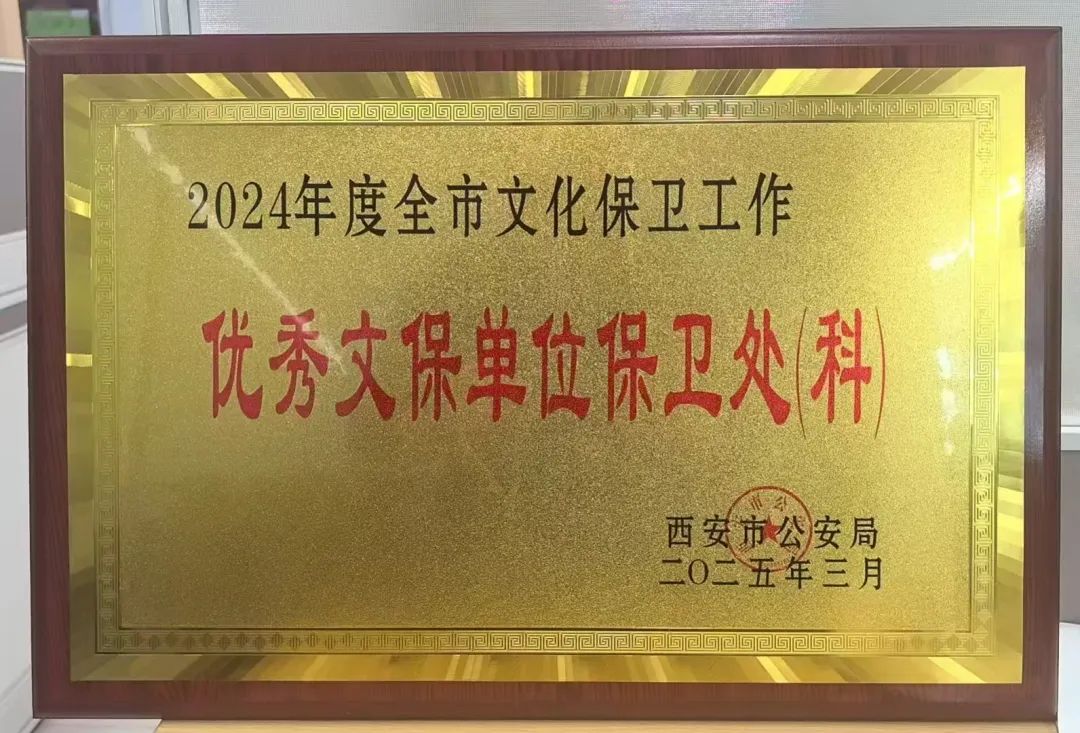 2024年度全市文化保卫工作
优秀文保单位保卫处(科)
西安市公安局
二〇二五年三月